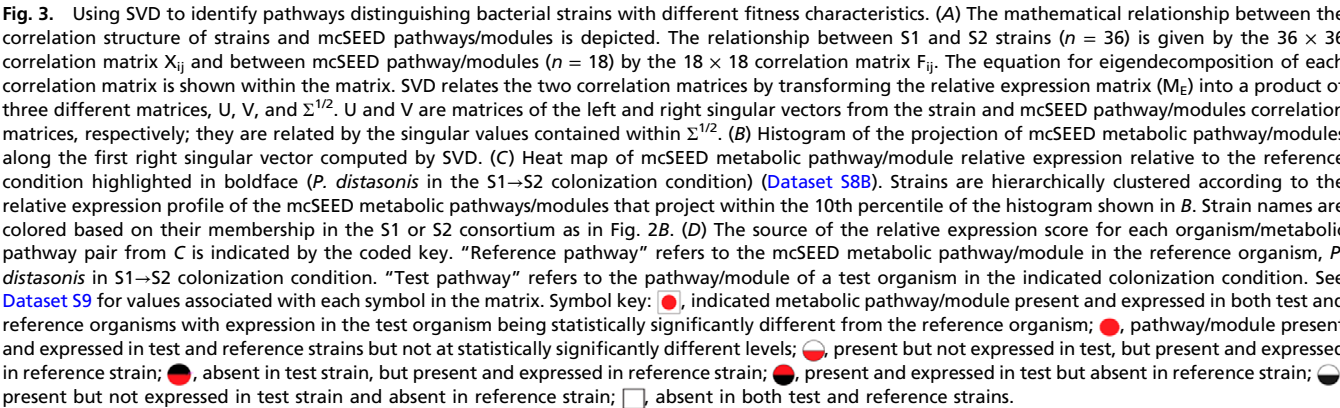 Fig. 3. Using SVD to identify pathways distinguishing bacterial strains with different fitness characteristics. (A) The mathematical relationship between the
correlation structure of strains and mcSEED pathways/modules is depicted. The relationship between S1 and S2 strains (n = 36) is given by the 36 × 36
correlation matrix Xij and between mcSEED pathway/modules (n = 18) by the 18 × 18 correlation matrix Fij. The equation for eigendecomposition of each
correlation matrix is shown within the matrix. SVD relates the two correlation matrices by transforming the relative expression matrix (ME) into a product of
three different matrices, U, V, and Σ1/2. U and V are matrices of the left and right singular vectors from the strain and mcSEED pathway/modules correlation
matrices, respectively; they are related by the singular values contained within Σ1/2. (B) Histogram of the projection of mcSEED metabolic pathway/modules
along the first right singular vector computed by SVD. (C) Heat map of mcSEED metabolic pathway/module relative expression relative to the reference
condition highlighted in boldface (P. distasonis in the S1→S2 colonization condition) (Dataset S8B). Strains are hierarchically clustered according to the
relative expression profile of the mcSEED metabolic pathways/modules that project within the 10th percentile of the histogram shown in B. Strain names are
colored based on their membership in the S1 or S2 consortium as in Fig. 2B. (D) The source of the relative expression score for each organism/metabolic
pathway pair from C is indicated by the coded key. "Reference pathway" refers to the mcSEED metabolic pathway/module in the reference organism, P.
distasonis in S1→S2 colonization condition. "Test pathway" refers to the pathway/module of a test organism in the indicated colonization condition. See
Dataset S9 for values associated with each symbol in the matrix. Symbol key: , indicated metabolic pathway/module present and expressed in both test and
reference organisms with expression in the test organism being statistically significantly different from the reference organism; , pathway/module present
and expressed in test and reference strains but not at statistically significantly different levels; , present but not expressed in test, but present and expressed
in reference strain; , absent in test strain, but present and expressed in reference strain; , present and expressed in test but absent in reference strain; ,
present but not expressed in test strain and absent in reference strain; , absent in both test and reference strains.